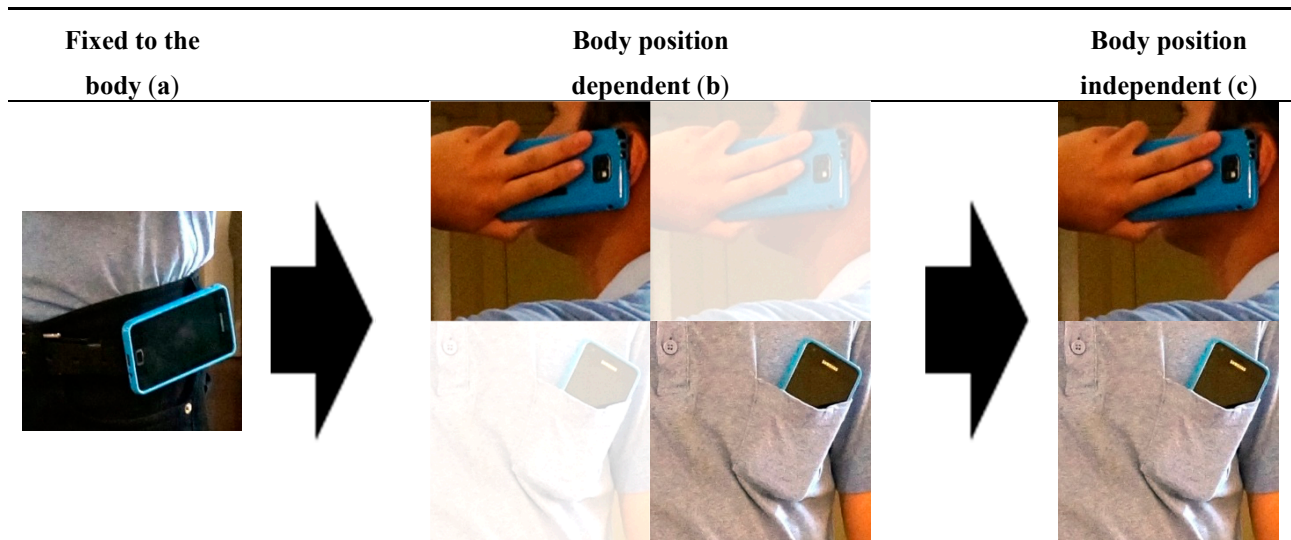 Fixed to the
body (a)
Body position
dependent (b)
Body position
independent (c)